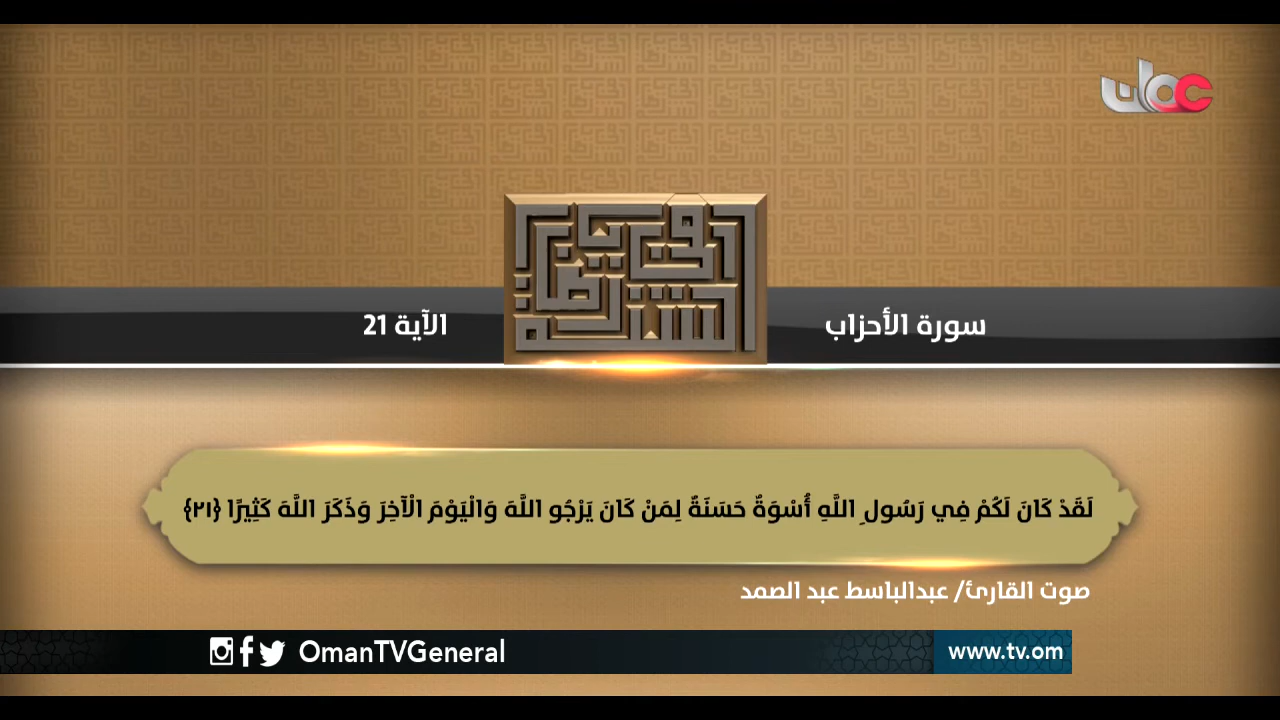 عمان
سورة الأحزاب
الآية 21
لَقَدْ كَانَ لَكُمْ فِي رَسُولِ اللَّهِ أُسْوَةٌ حَسَنَةٌ لِمَنْ كَانَ يَرْجُو اللَّهَ وَالْيَوْمَ الْآخِرَ وَذَكَرَ اللَّهَ كَثِيرًا {٢١}
صوت القارئ/ عبدالباسط عبد الصمد
OmanTVGeneral
www.tv.om